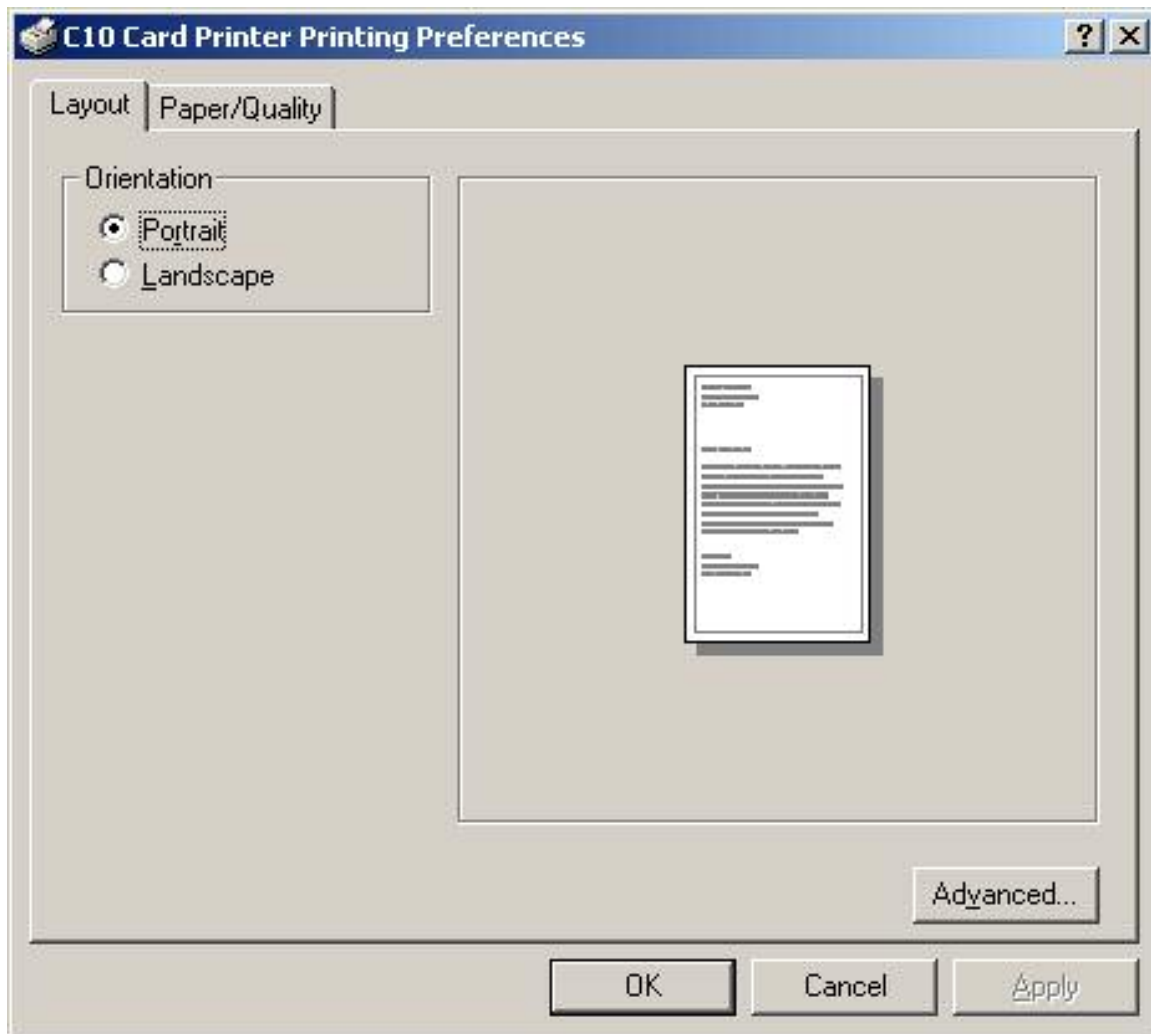 C10 Card Printer Printing Preferences
Layout Paper/Quality
Orientation
Portrait
Landscape
Advanced...
OK Cancel Apply